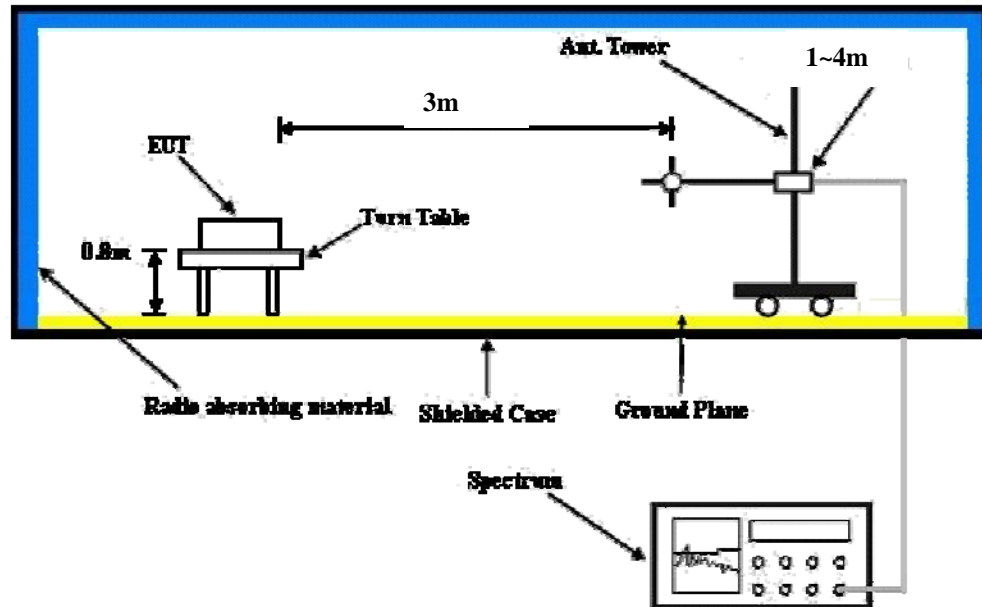 Ant. Tower
1~4m
3m
EUT
Turn Table
0.8m
Radio absorbing material
Shielded Case
Ground Plane
Spectrum